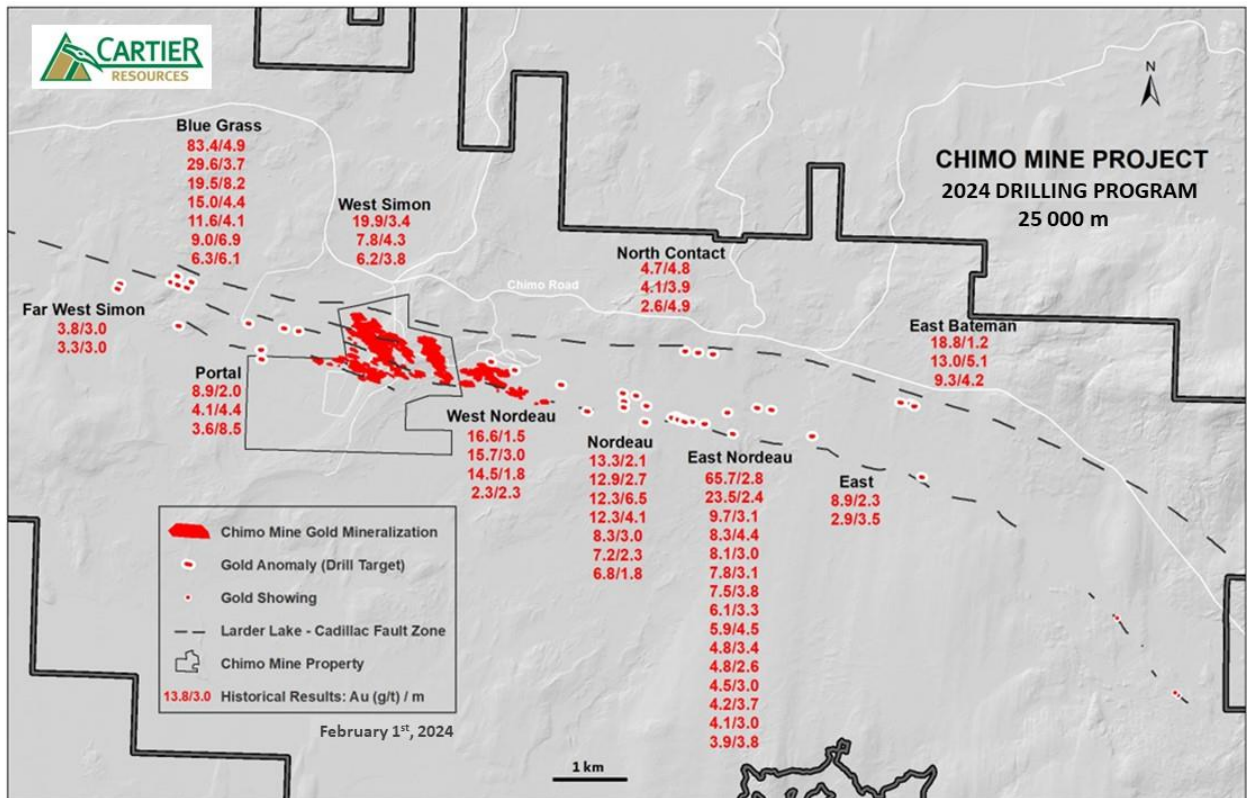 CARTIER
RESOURCES
N
CHIMO MINE PROJECT
2024 DRILLING PROGRAM
25 000 m
Blue Grass
83.4/4.9
29.6/3.7
19.5/8.2
15.0/4.4
11.6/4.1
9.0/6.9
6.3/6.1
West Simon
19.9/3.4
7.8/4.3
6.2/3.8
North Contact
4.7/4.8
4.1/3.9
2.6/4.9
Chimo Road
Far West Simon
3.8/3.0
3.3/3.0
East Bateman
18.8/1.2
13.0/5.1
9.3/4.2
Portal
8.9/2.0
4.1/4.4
3.6/8.5
West Nordeau
16.6/1.5
15.7/3.0
14.5/1.8
2.3/2.3
Nordeau
13.3/2.1
12.9/2.7
12.3/6.5
12.3/4.1
8.3/3.0
7.2/2.3
6.8/1.8
East Nordeau
65.7/2.8
23.5/2.4
9.7/3.1
8.3/4.4
8.1/3.0
7.8/3.1
7.5/3.8
6.1/3.3
5.9/4.5
4.8/3.4
4.8/2.6
4.5/3.0
4.2/3.7
4.1/3.0
3.9/3.8
East
8.9/2.3
2.9/3.5
Chimo Mine Gold Mineralization
Gold Anomaly (Drill Target)
Gold Showing
Larder Lake - Cadillac Fault Zone
Chimo Mine Property
13.8/3.0 Historical Results: Au (g/t) / m
February 1st, 2024
1 km